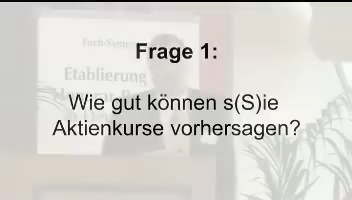 Frage 1:
Etablierung
Wie gut können s(S)ie
Aktienkurse vorhersagen?